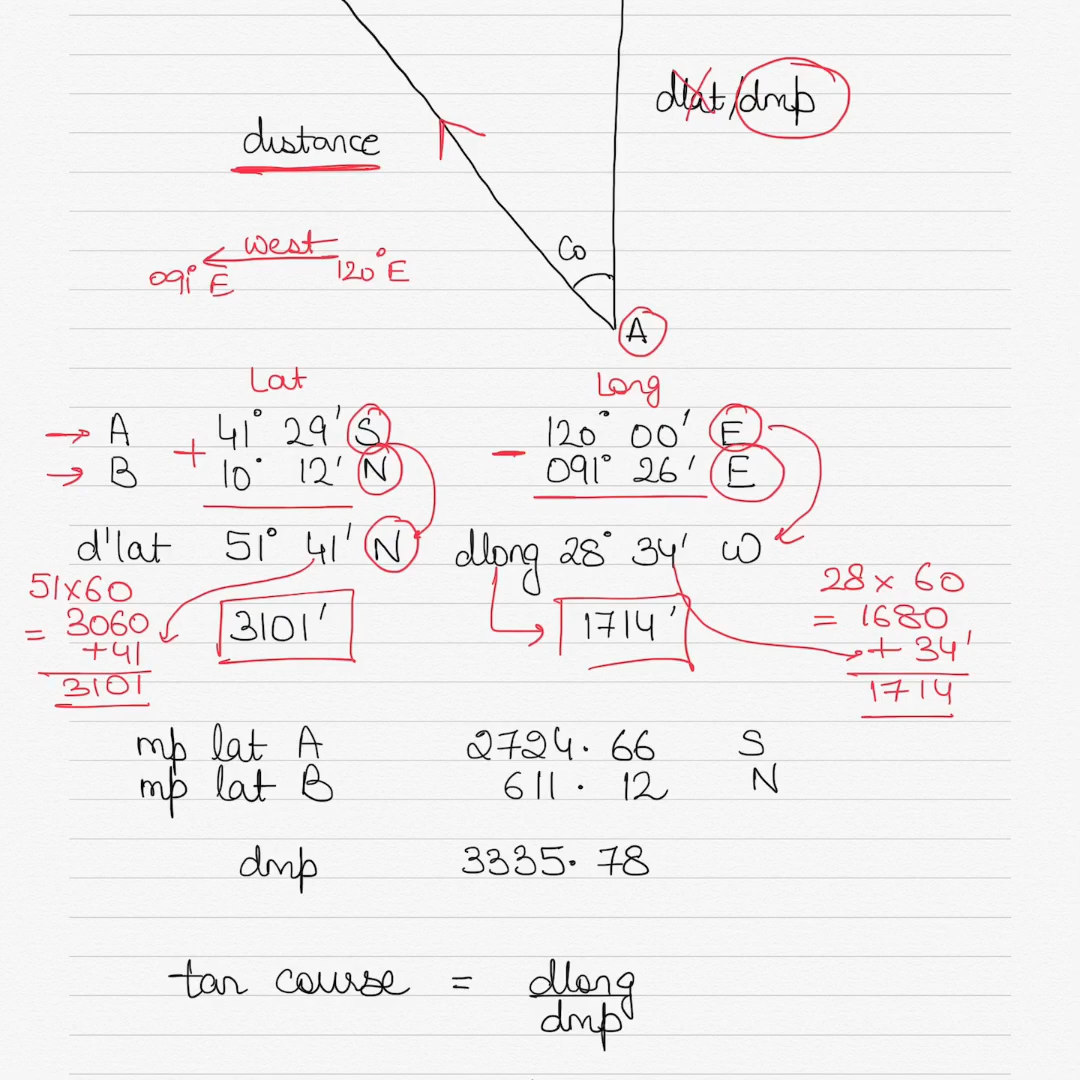 dlat/dmp
distance
west
091° E 120° E
Co
A
Lat Long
→ A + 41° 29' S - 120° 00' E
→ B 10° 12' N 091° 26' E
d'lat 51° 41' N dlong 28° 34' W
51x60
= 3060
+41
3101
3101'
1714'
28 x 60
= 1680
+ 34'
1714
mp lat A 2724.66 S
mp lat B 611.12 N
dmp 3335.78
tan course = dlong
dmp